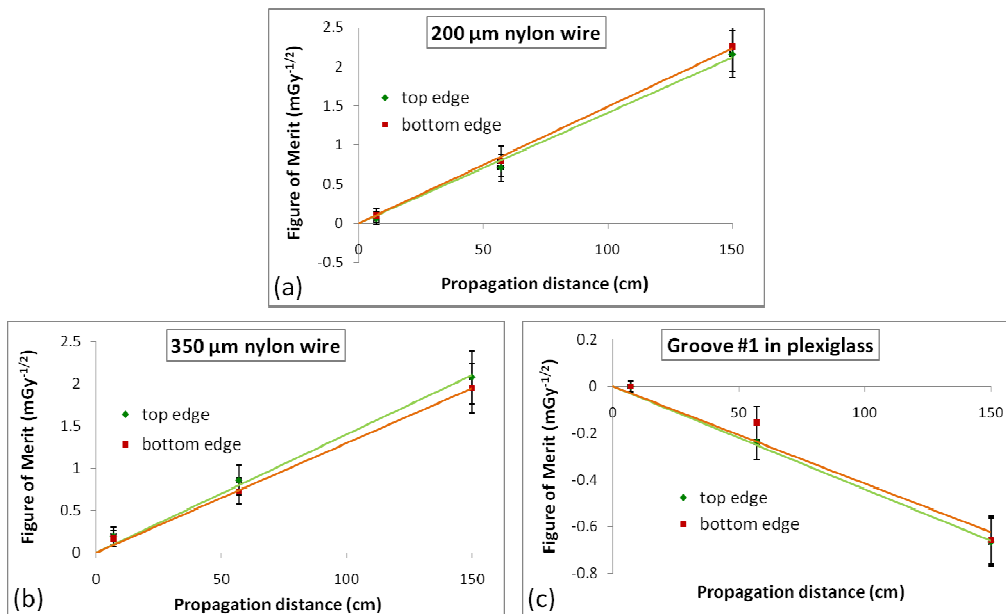 200 µm nylon wire
Figure of Merit (mGy-1/2)
2.5
2
1.5
1
0.5
0
-0.5
top edge
bottom edge
0 50 100 150
Propagation distance (cm)
(a)
350 µm nylon wire
Figure of Merit (mGy-1/2)
2.5
2
1.5
1
0.5
0
top edge
bottom edge
0 50 100 150
Propagation distance (cm)
(b)
Groove #1 in plexiglass
Figure of Merit (mGy-1/2)
0.2
0
-0.2
-0.4
-0.6
-0.8
0 50 100 150
top edge
bottom edge
Propagation distance (cm)
(c)